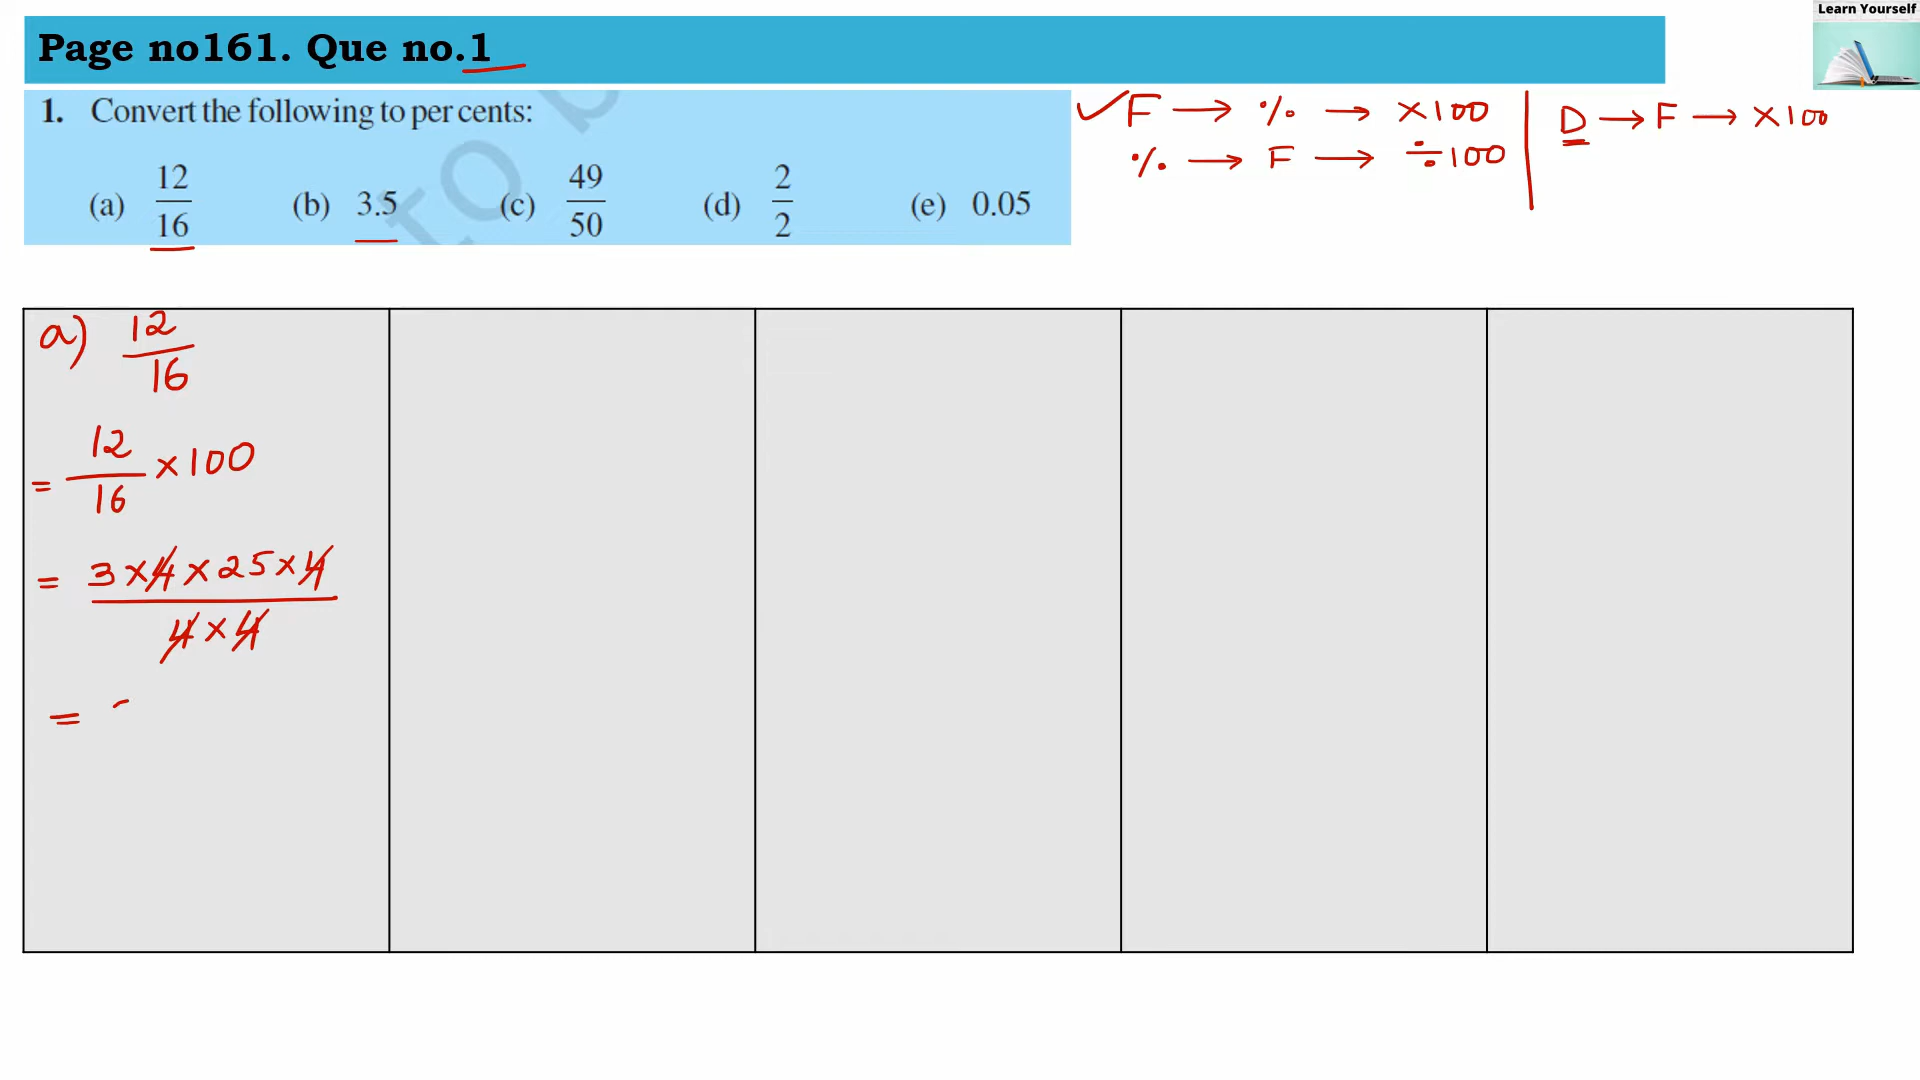 Learn Yourself
Page no161. Que no.1
1. Convert the following to per cents:
(a) 12/16 (b) 3.5 (c) 49/50 (d) 2/2 (e) 0.05
✓F → % → ×100
% → F → ÷100
D → F → ×100
a) 12/16
= 12/16 ×100
= 3×4×25×4 / 4×4
=